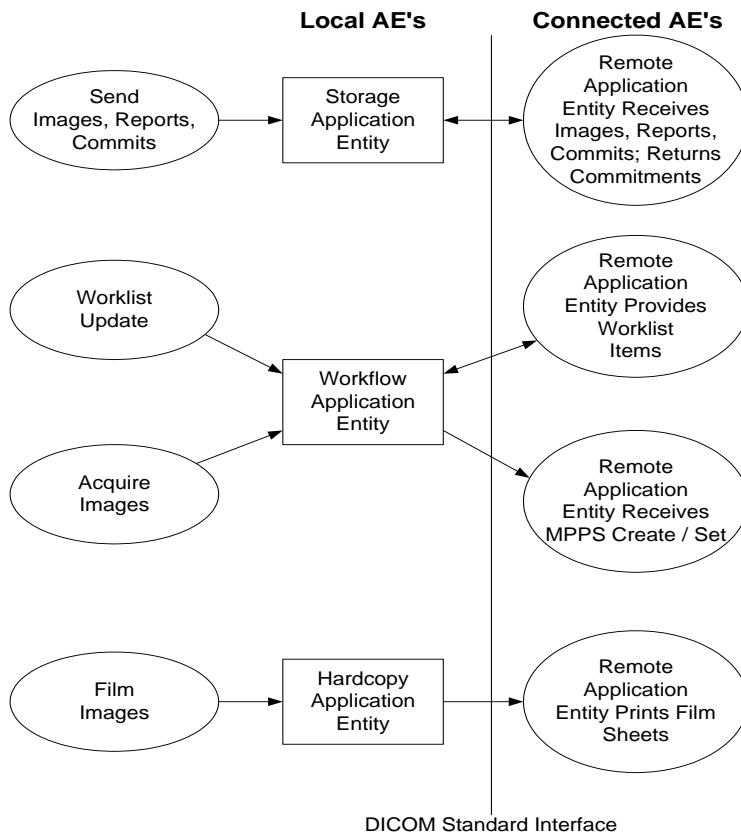 Local AE's
Connected AE's
Send
Images, Reports,
Commits
Storage
Application
Entity
Remote
Application
Entity Receives
Images, Reports,
Commits; Returns
Commitments
Worklist
Update
Remote
Application
Entity Provides
Worklist
Items
Workflow
Application
Entity
Acquire
Images
Remote
Application
Entity Receives
MPPS Create / Set
Film
Images
Hardcopy
Application
Entity
Remote
Application
Entity Prints Film
Sheets
DICOM Standard Interface